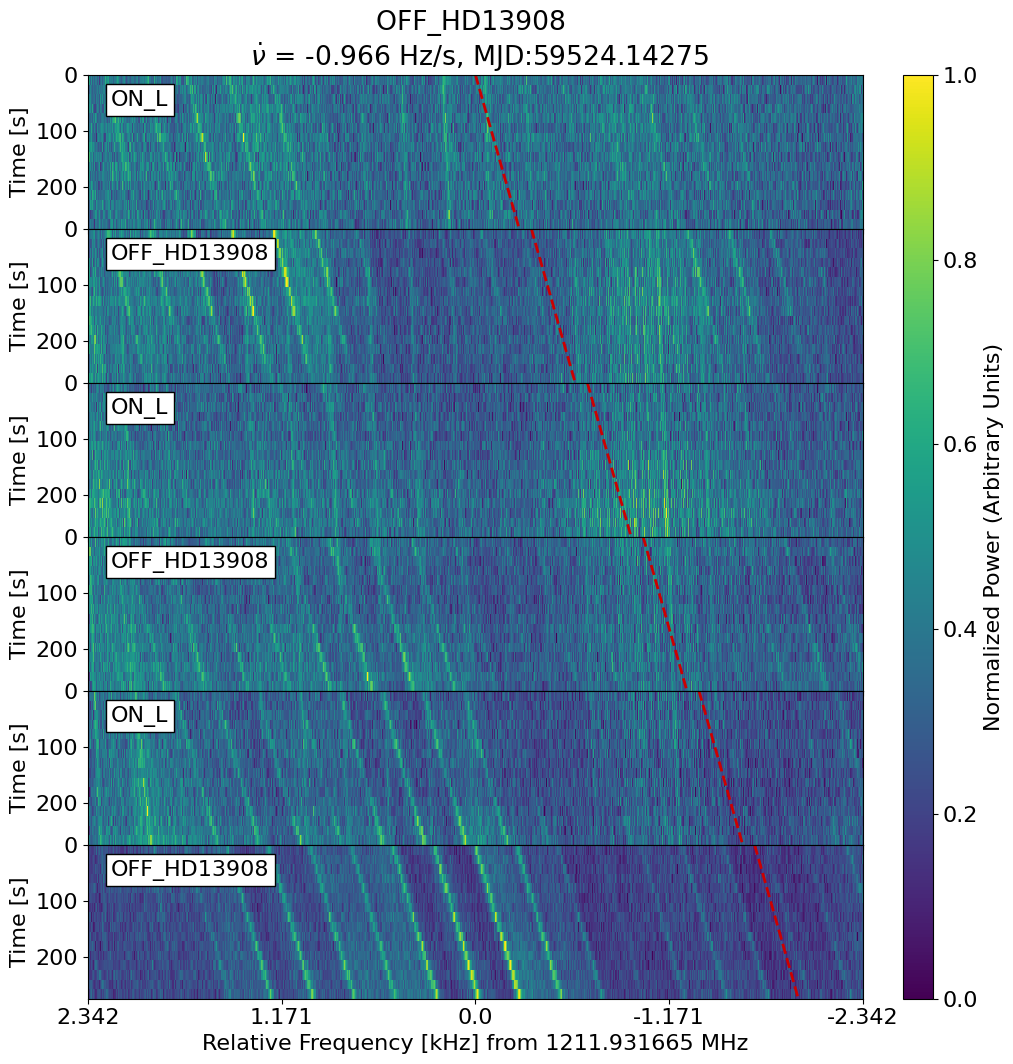 OFF_HD13908
ν̇ = -0.966 Hz/s, MJD:59524.14275
0
100
200
Time [s]
ON_L
0
100
200
Time [s]
OFF_HD13908
0
100
200
Time [s]
ON_L
0
100
200
Time [s]
OFF_HD13908
0
100
200
Time [s]
ON_L
0
100
200
Time [s]
OFF_HD13908
2.342 1.171 0.0 -1.171 -2.342
Relative Frequency [kHz] from 1211.931665 MHz
1.0
0.8
0.6
0.4
0.2
0.0
Normalized Power (Arbitrary Units)